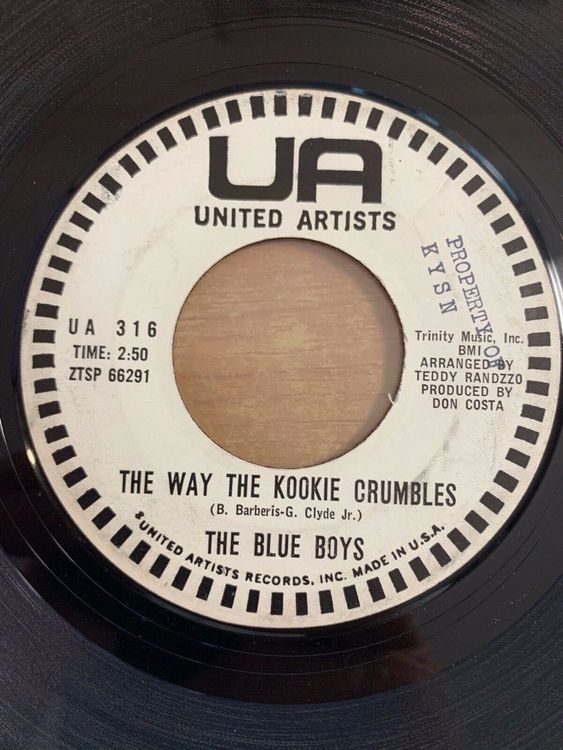 UA
UNITED ARTISTS
PROPERTY OF
KYSN
UA 316
TIME: 2:50
ZTSP 66291
Trinity Music, Inc.
BMI
ARRANGED BY
TEDDY RANDZZO
PRODUCED BY
DON COSTA
THE WAY THE KOOKIE CRUMBLES
(B. Barberis-G. Clyde Jr.)
THE BLUE BOYS
UNITED ARTISTS RECORDS, INC. MADE IN U.S.A.